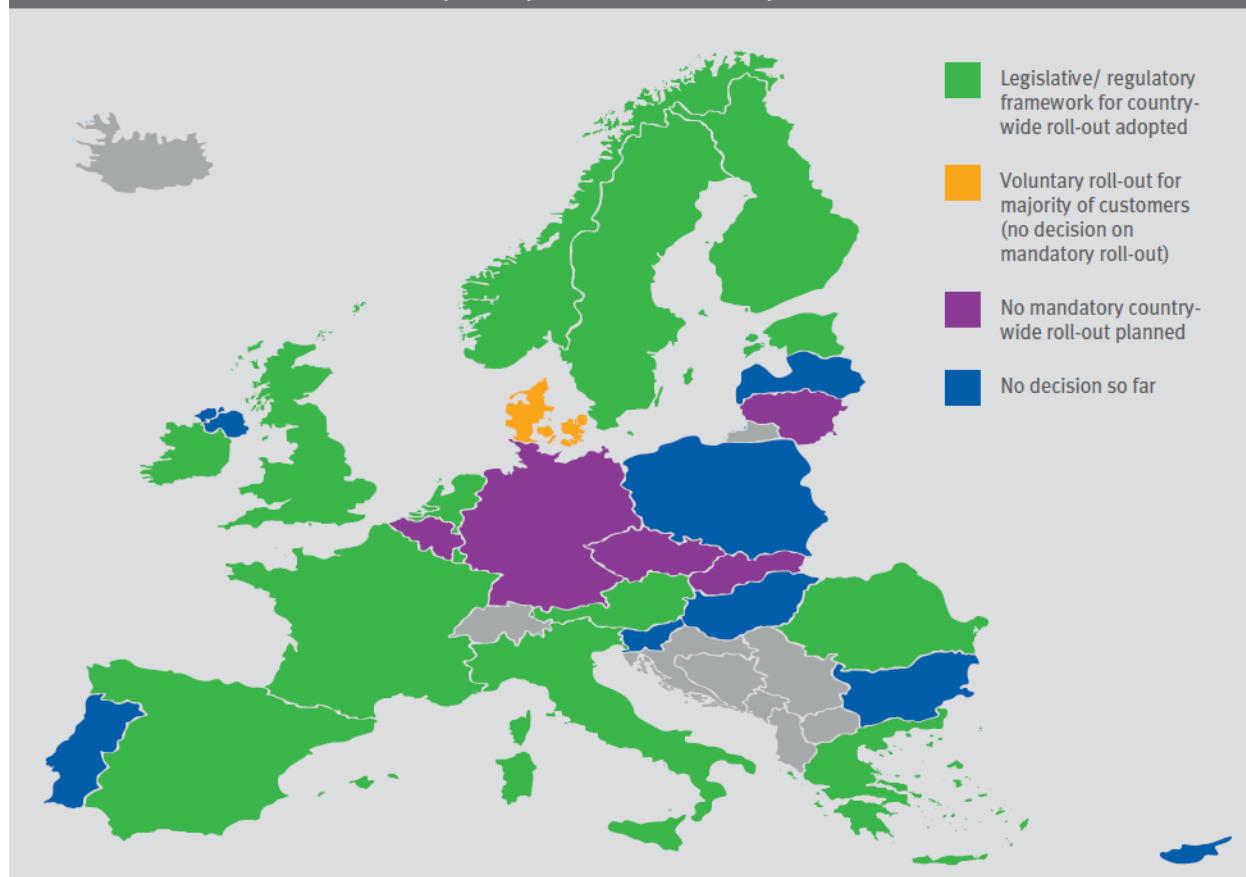 Legislative/ regulatory
framework for country-
wide roll-out adopted
Voluntary roll-out for
majority of customers
(no decision on
mandatory roll-out)
No mandatory country-
wide roll-out planned
No decision so far